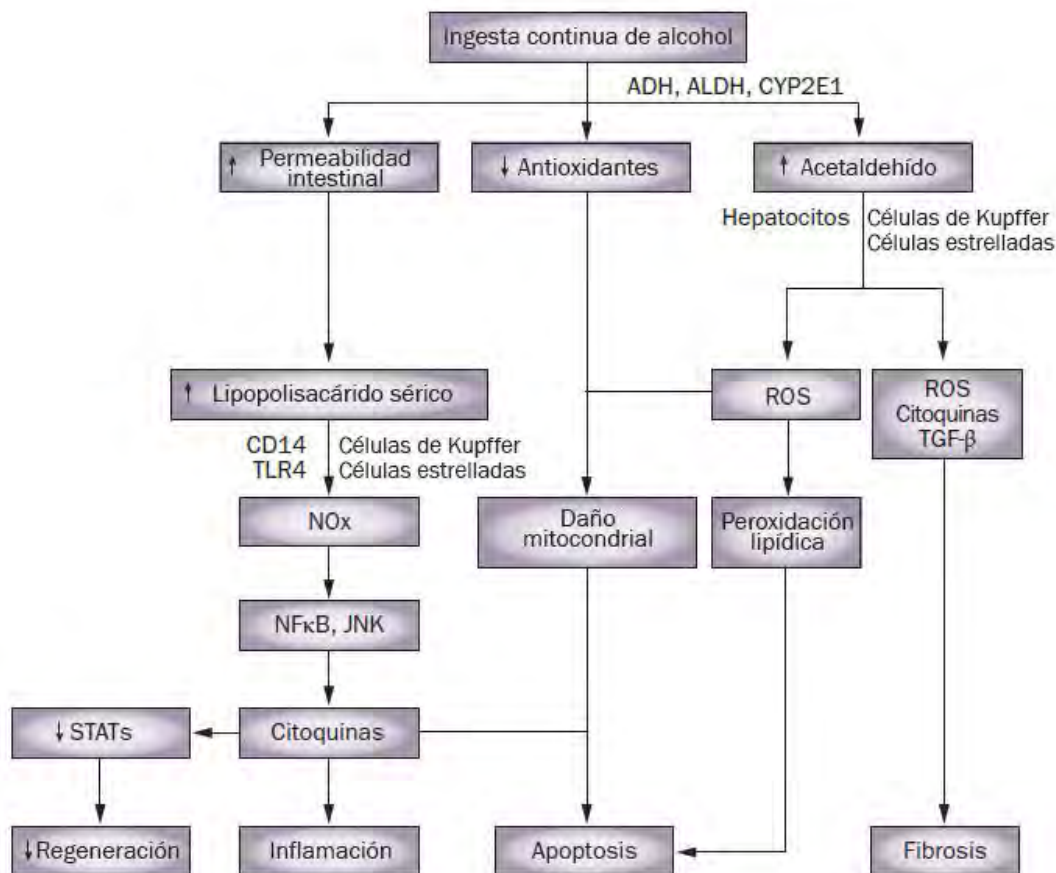 Ingesta continua de alcohol
ADH, ALDH, CYP2E1
↑ Permeabilidad
intestinal
↓ Antioxidantes
↑ Acetaldehído
Hepatocitos
Células de Kupffer
Células estrelladas
↑ Lipopolisacárido sérico
ROS
ROS
Citoquinas
TGF-β
CD14
TLR4
Células de Kupffer
Células estrelladas
NOx
Daño
mitocondrial
Peroxidación
lipídica
NFκB, JNK
↓ STATs
Citoquinas
↓ Regeneración
Inflamación
Apoptosis
Fibrosis